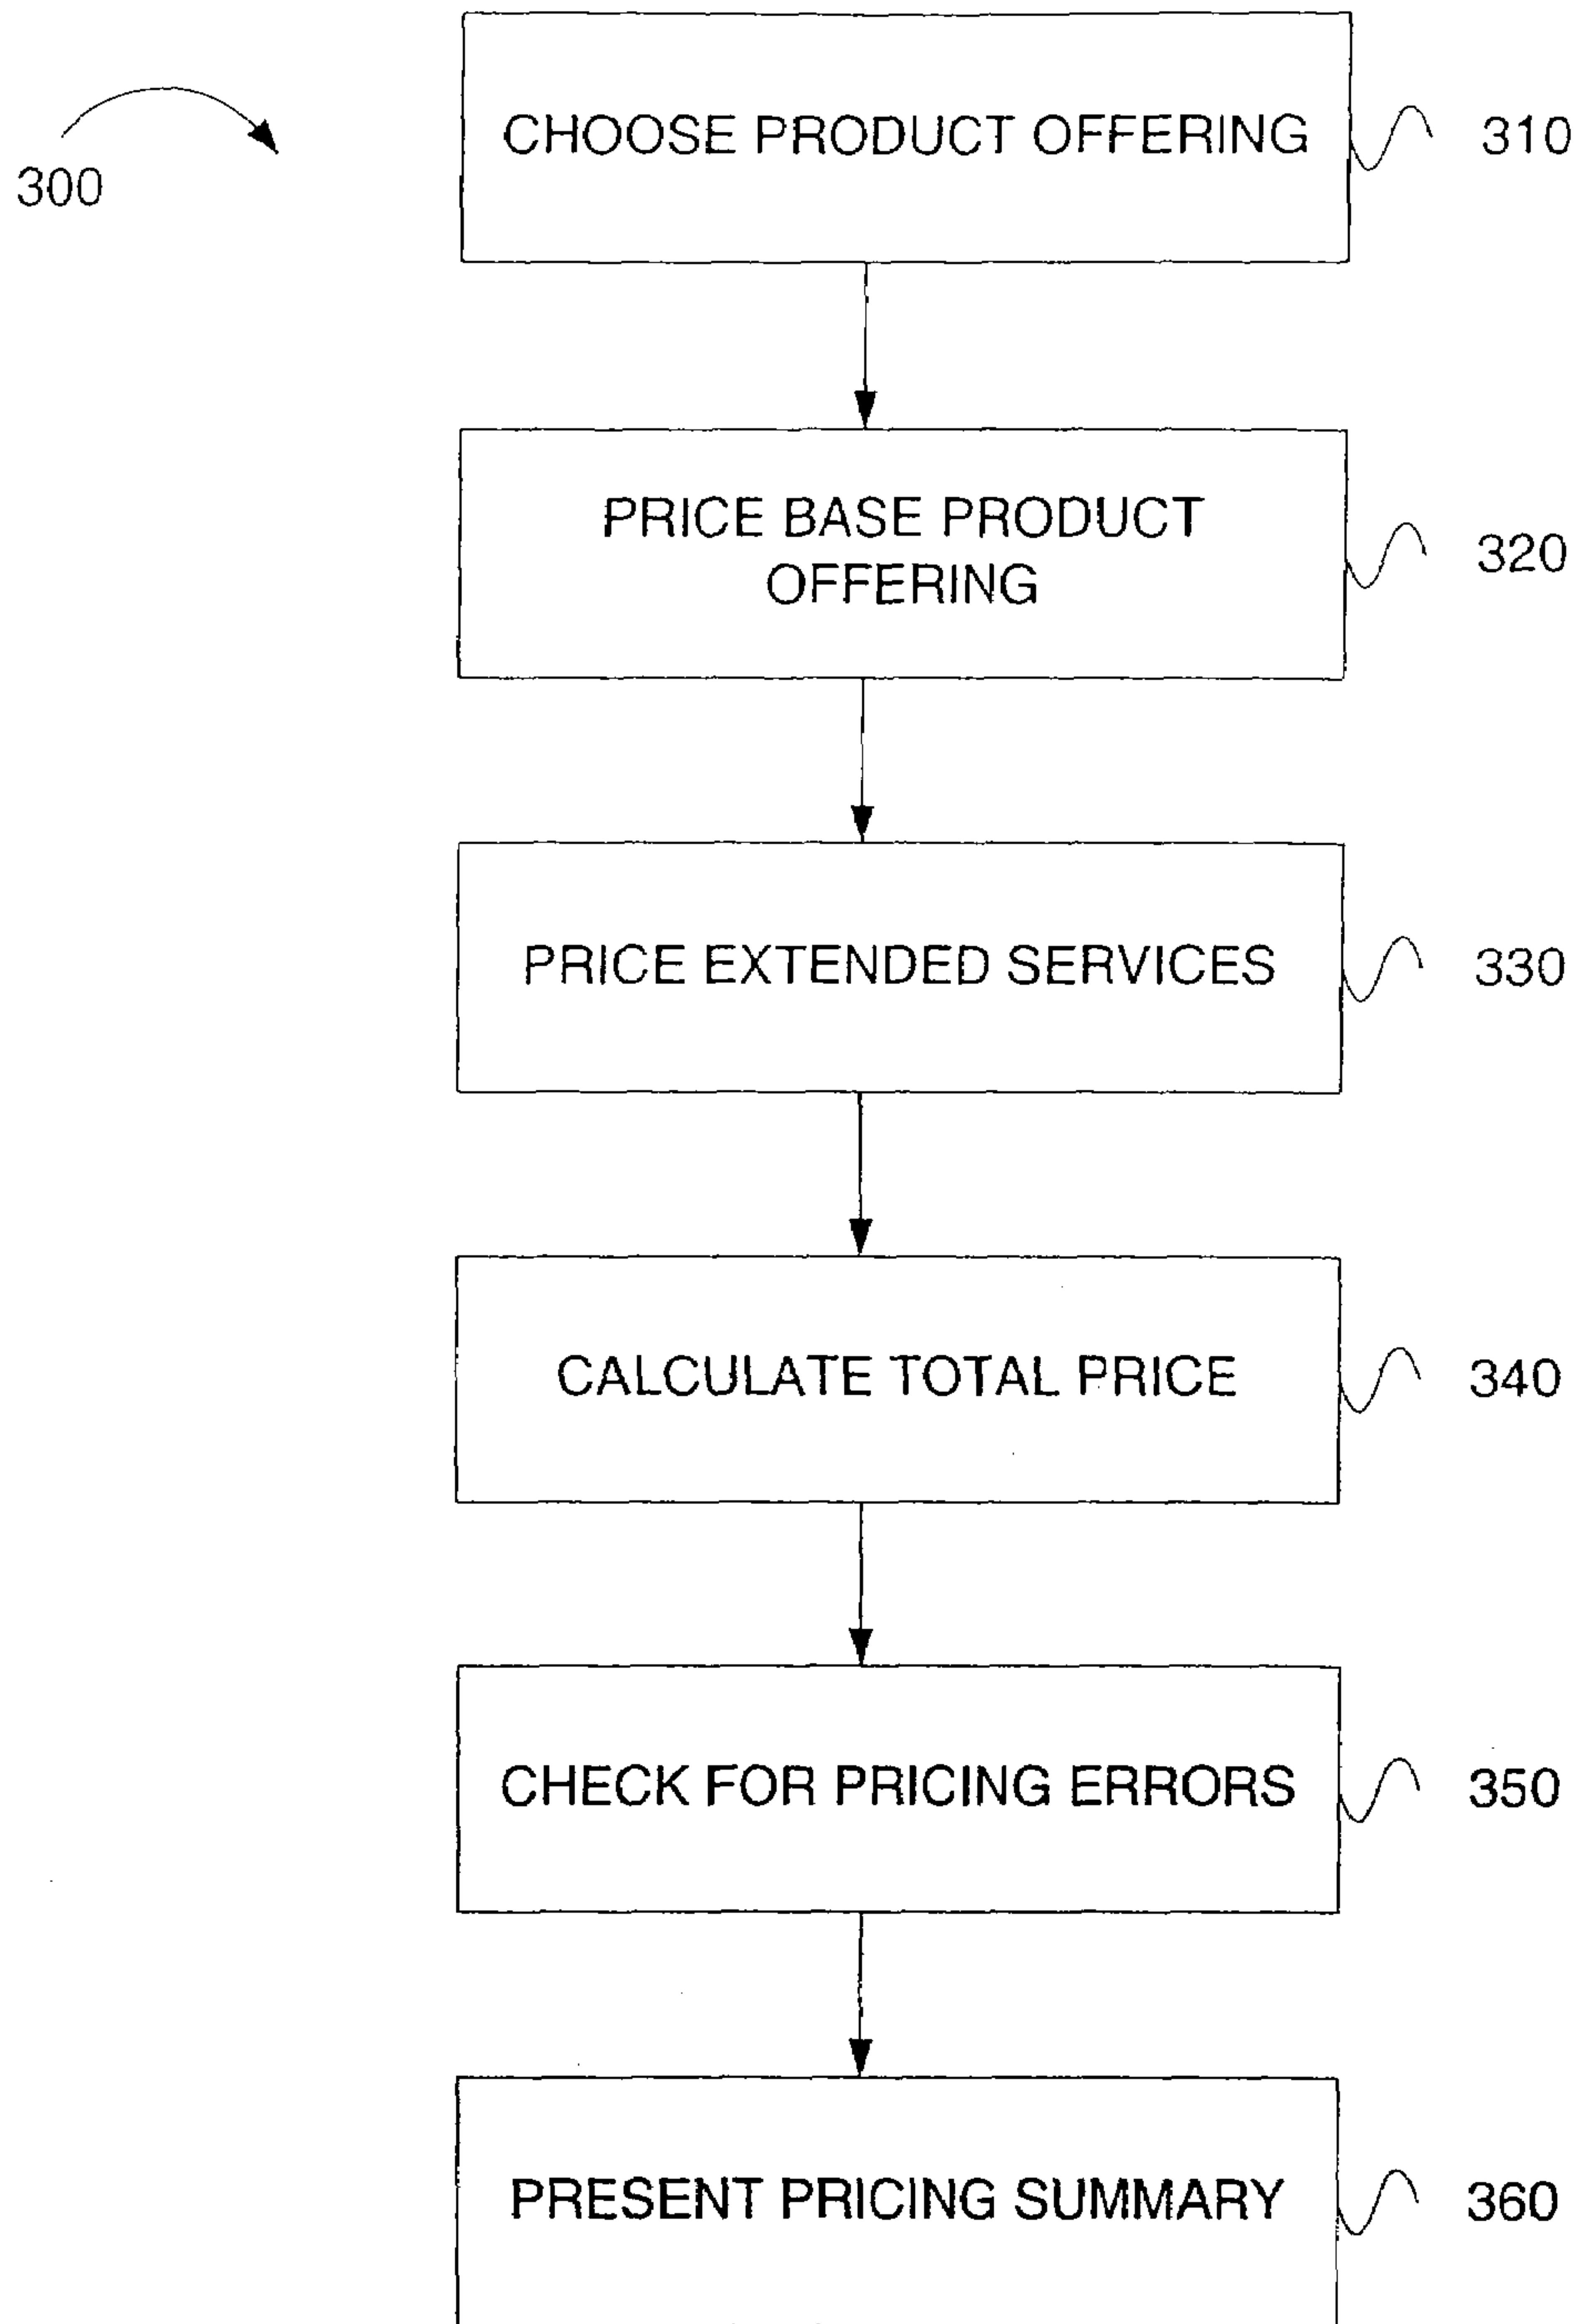 300
CHOOSE PRODUCT OFFERING
310
PRICE BASE PRODUCT
OFFERING
320
PRICE EXTENDED SERVICES
330
CALCULATE TOTAL PRICE
340
CHECK FOR PRICING ERRORS
350
PRESENT PRICING SUMMARY
360